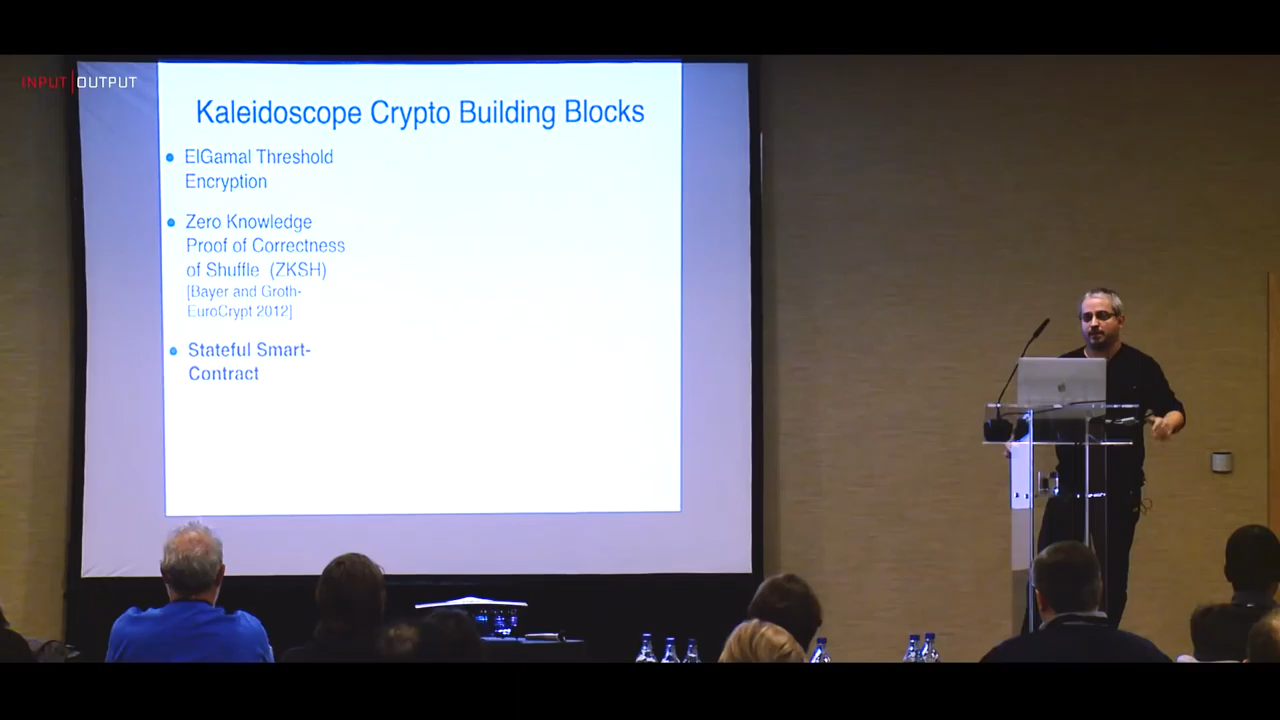 INPUT|OUTPUT
Kaleidoscope Crypto Building Blocks
ElGamal Threshold
Encryption
Zero Knowledge
Proof of Correctness
of Shuffle (ZKSH)
[Bayer and Groth-
EuroCrypt 2012]
Stateful Smart-
Contract